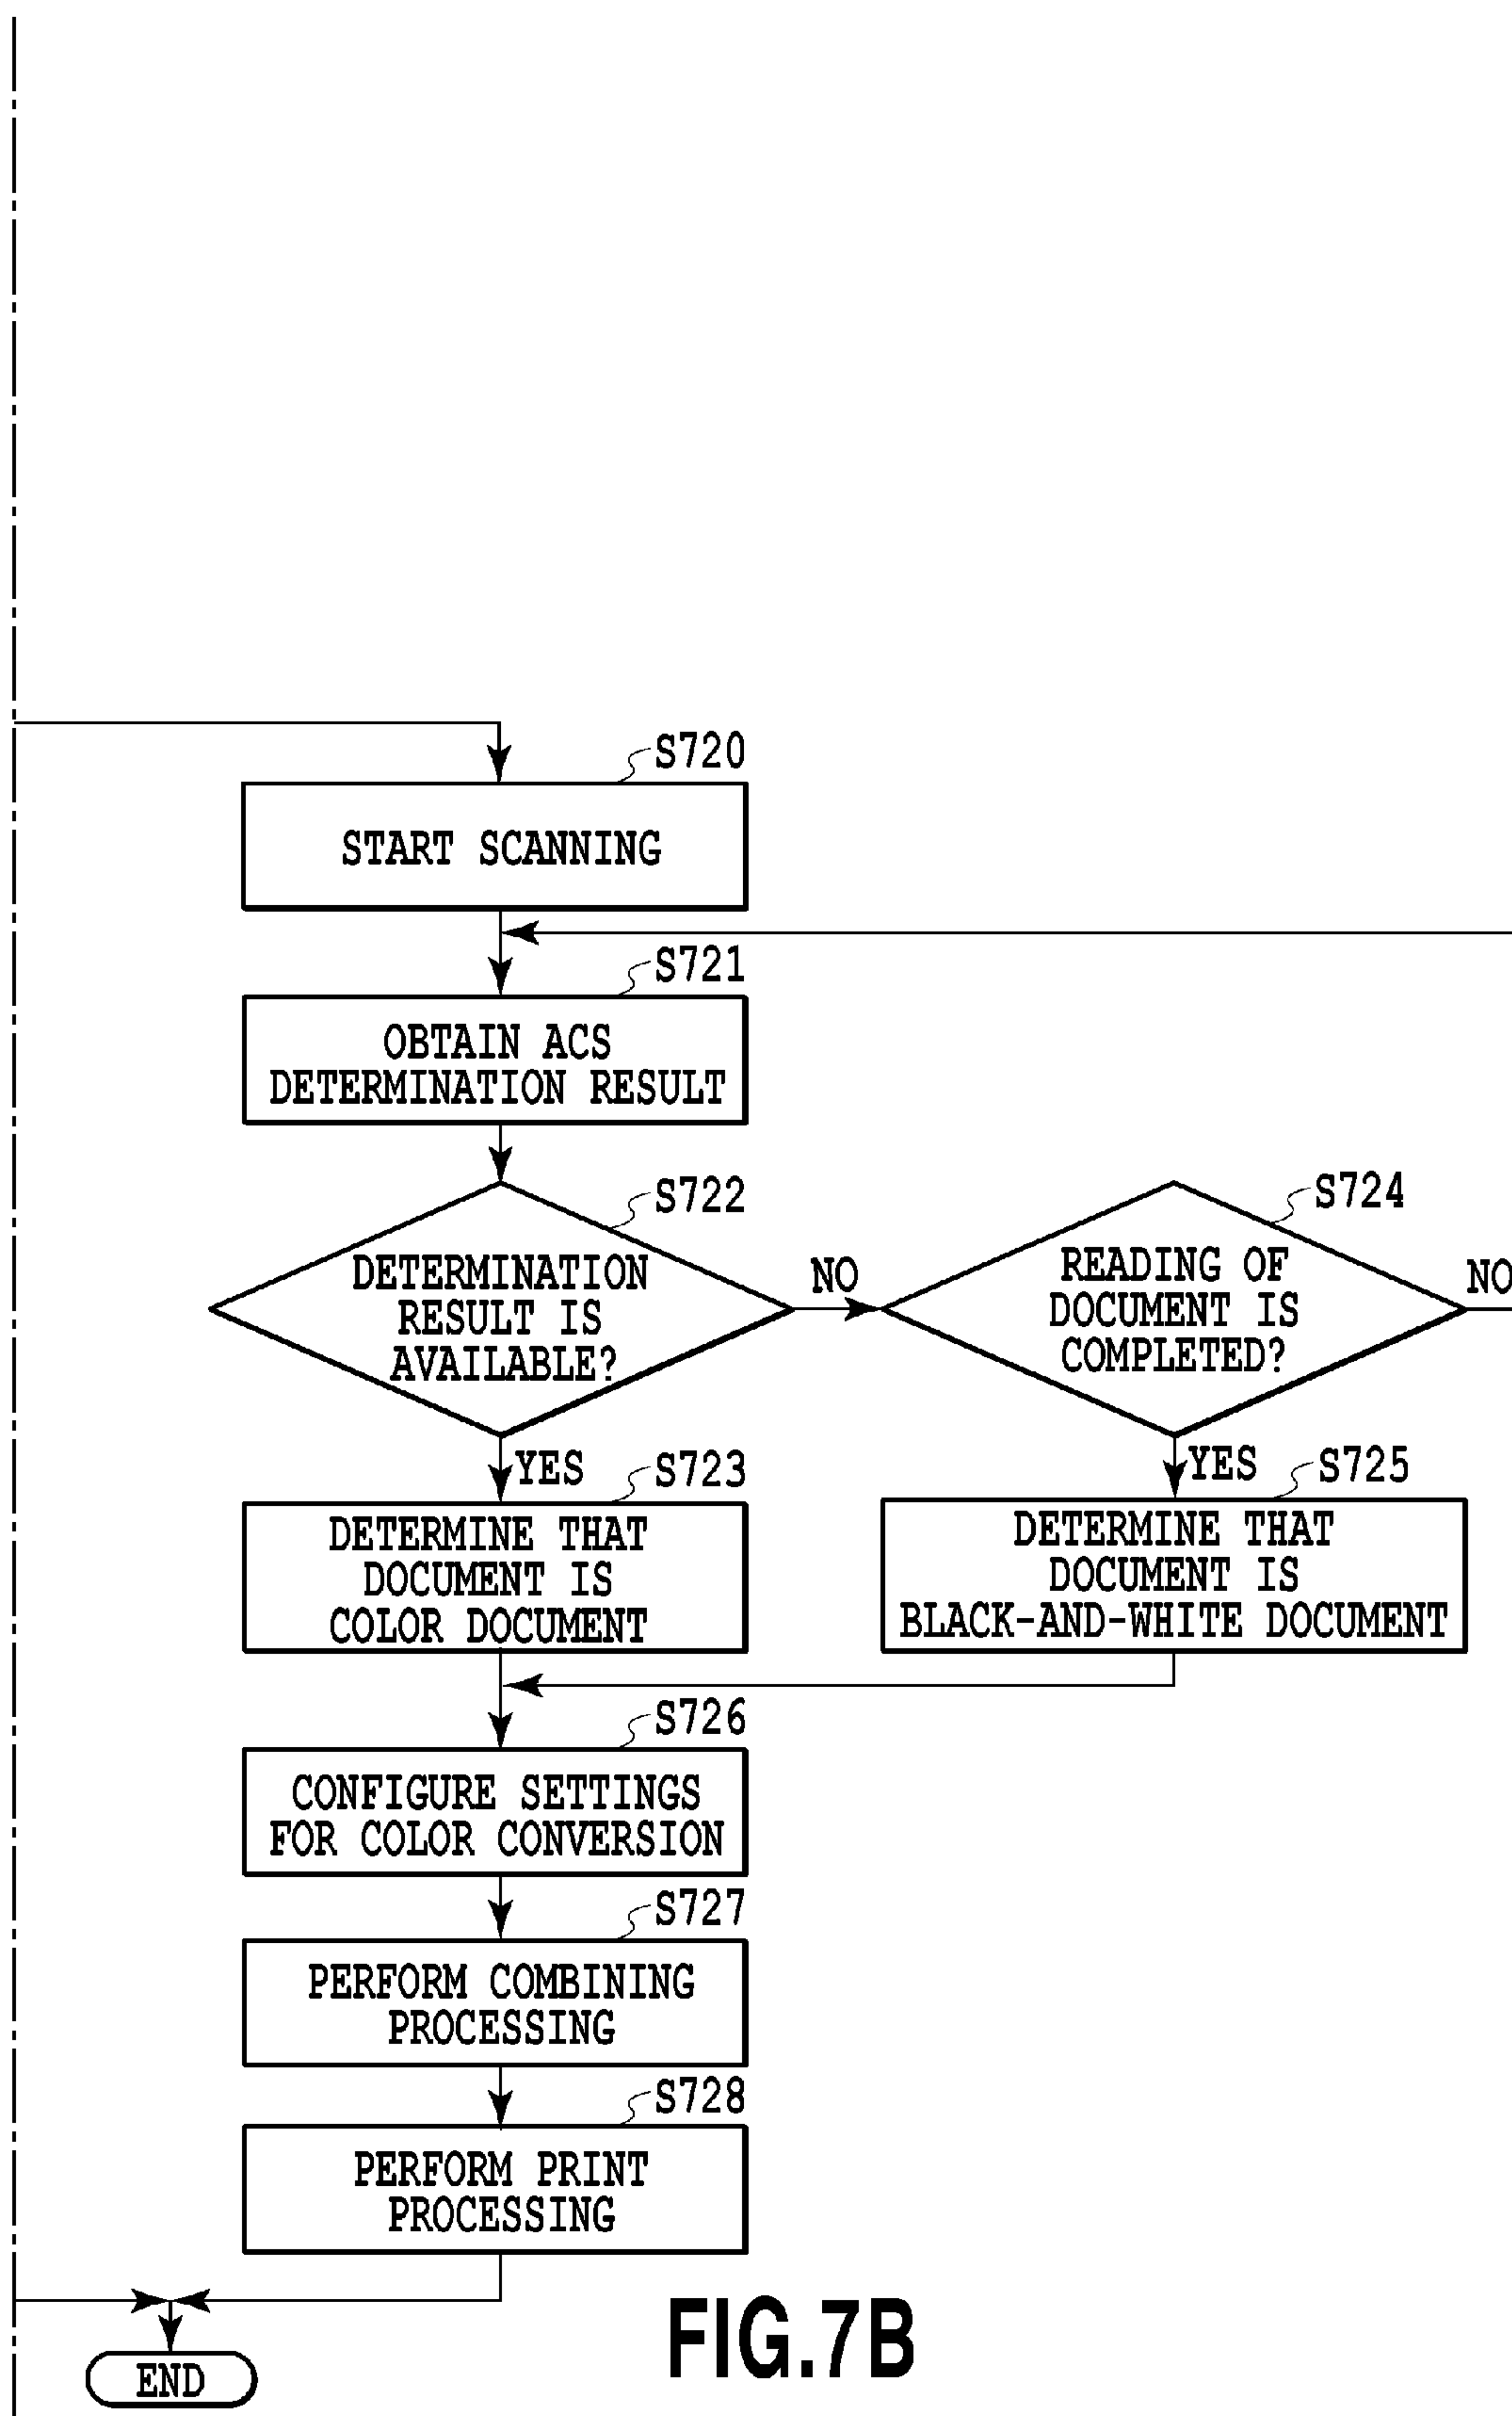 S720
START SCANNING
S721
OBTAIN ACS
DETERMINATION RESULT
S722
DETERMINATION
RESULT IS
AVAILABLE?
NO
S724
READING OF
DOCUMENT IS
COMPLETED?
NO
YES
S723
DETERMINE THAT
DOCUMENT IS
COLOR DOCUMENT
YES
S725
DETERMINE THAT
DOCUMENT IS
BLACK-AND-WHITE DOCUMENT
S726
CONFIGURE SETTINGS
FOR COLOR CONVERSION
S727
PERFORM COMBINING
PROCESSING
S728
PERFORM PRINT
PROCESSING
END
FIG.7B